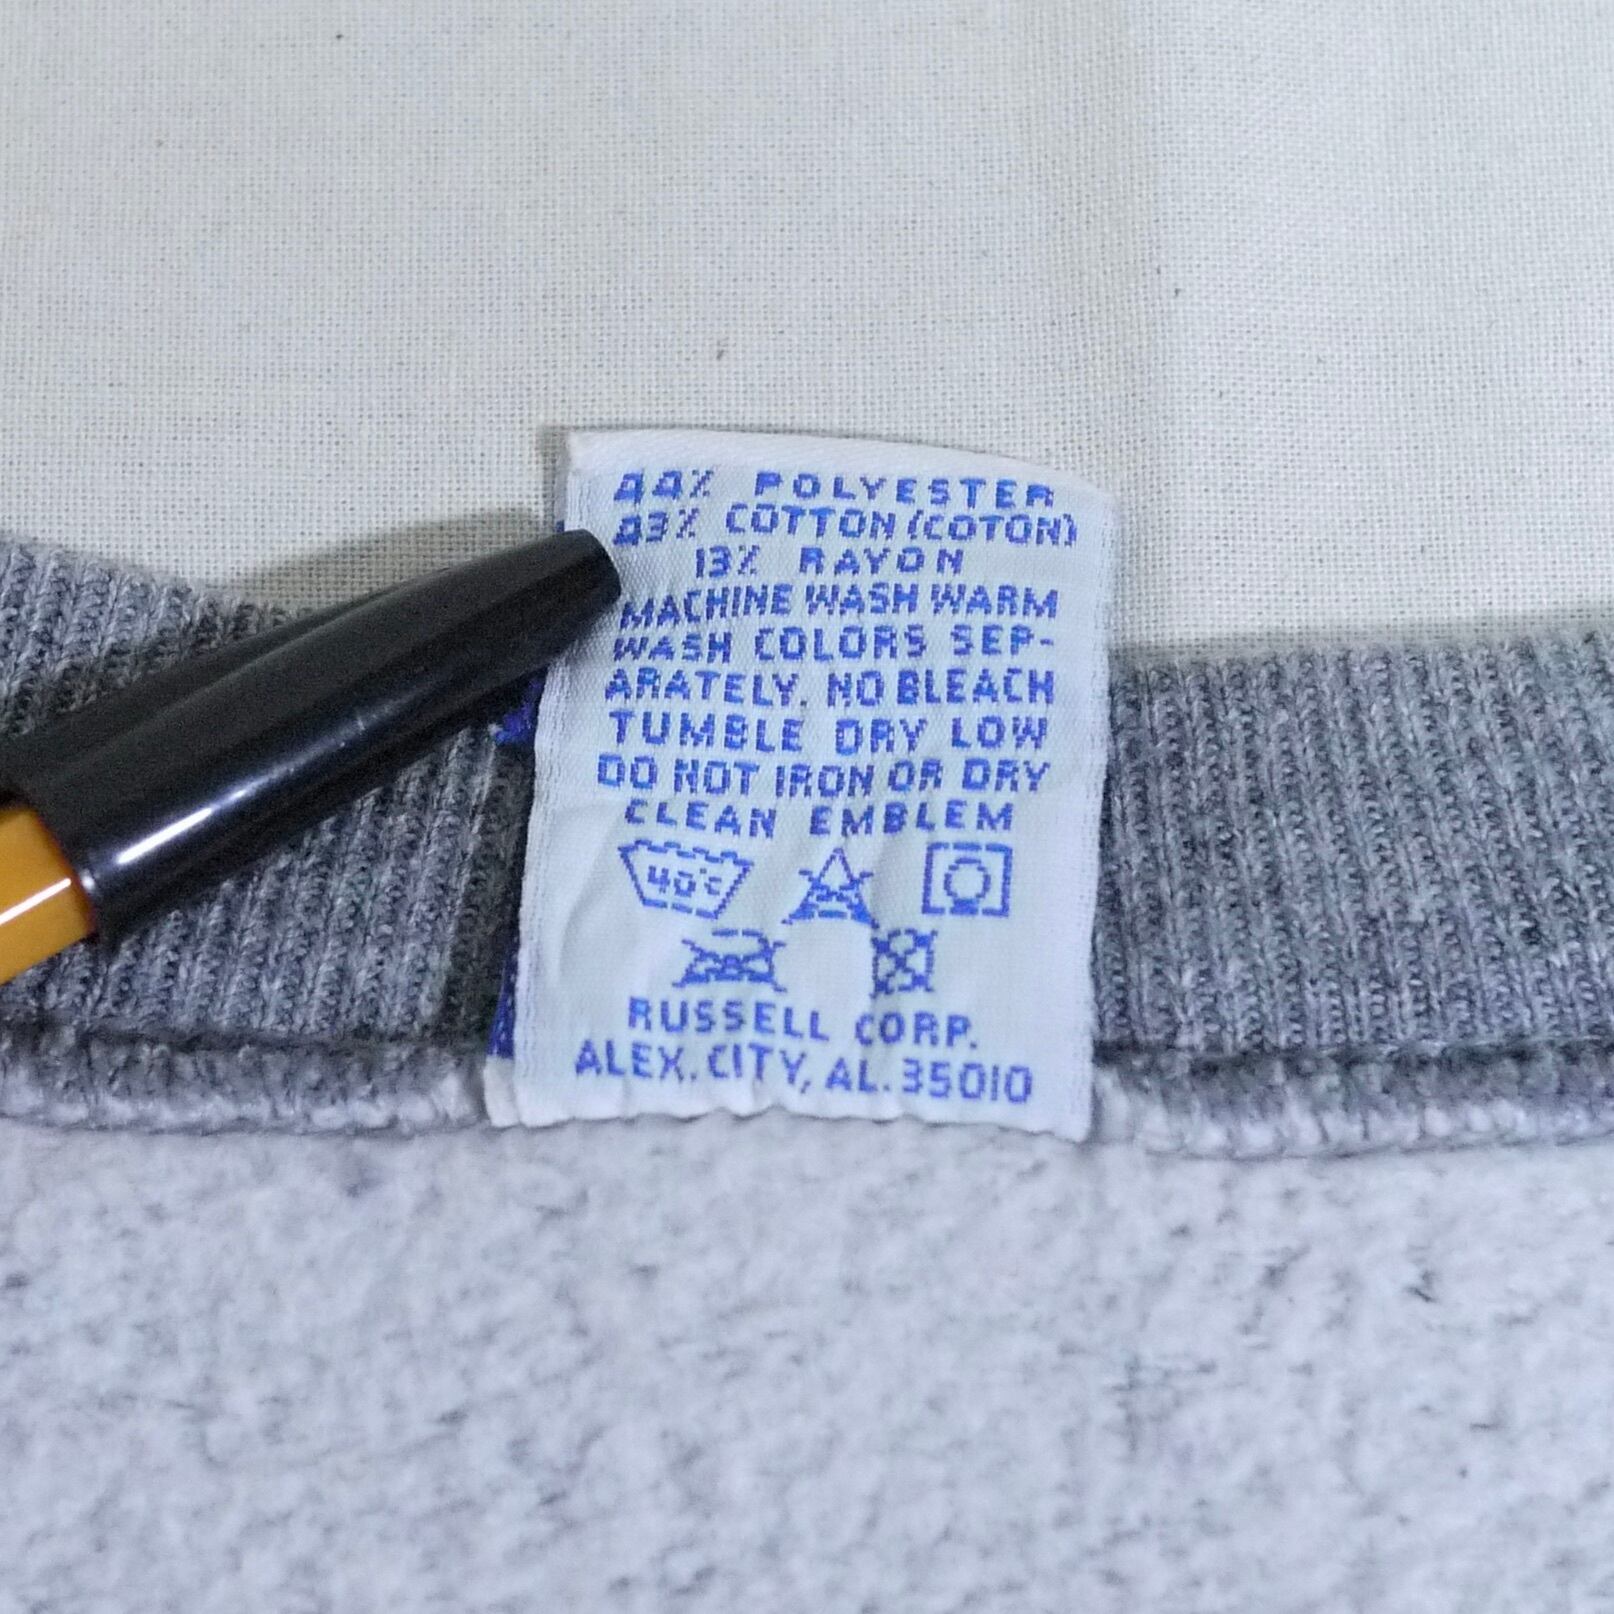 44% POLYESTER
43% COTTON (COTON)
13% RAYON
MACHINE WASH WARM
WASH COLORS SEP-
ARATELY. NO BLEACH
TUMBLE DRY LOW
DO NOT IRON OR DRY
CLEAN EMBLEM
40°C
RUSSELL CORP.
ALEX. CITY, AL. 35010